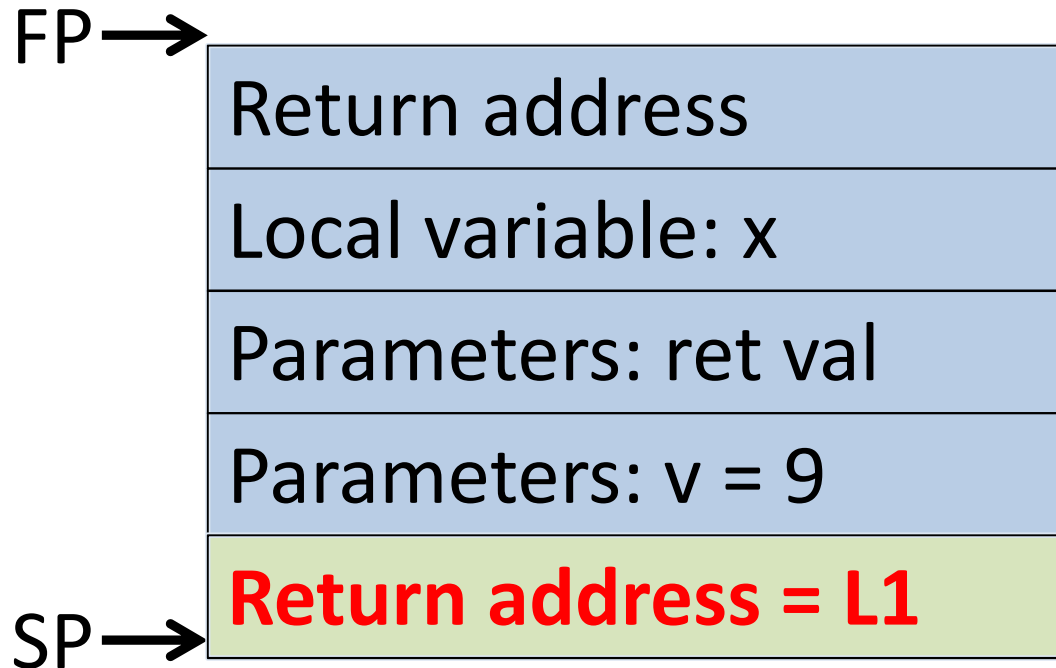 FP
Return address
Local variable: x
Parameters: ret val
Parameters: v = 9
Return address = L1
SP